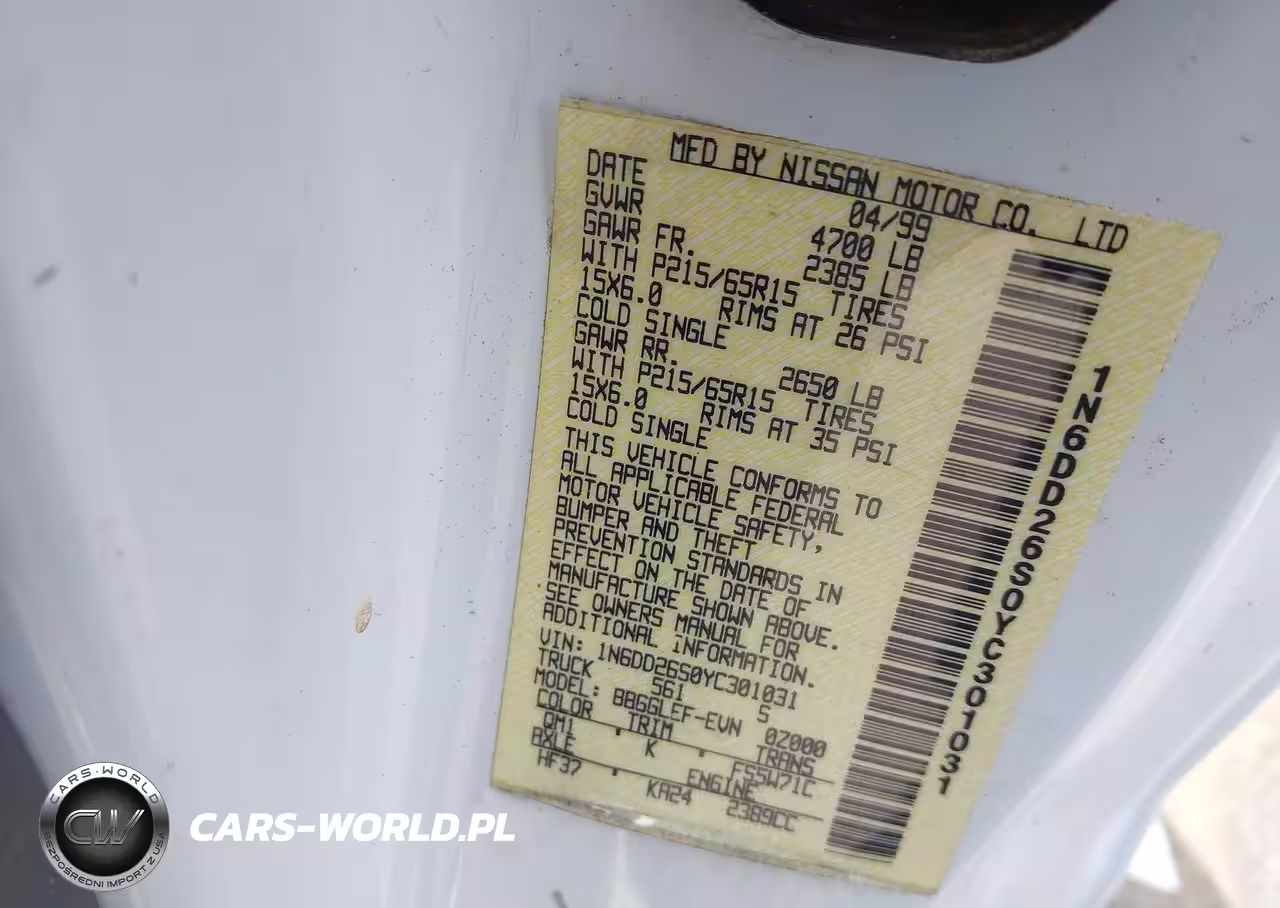 MFD BY NISSAN MOTOR CO. LTD
DATE 04/99
GVWR 4700 LB
GAWR FR. 2385 LB
WITH P215/65R15 TIRES
15X6.0 RIMS AT 26 PSI
COLD SINGLE
GAWR RR. 2650 LB
WITH P215/65R15 TIRES
15X6.0 RIMS AT 35 PSI
COLD SINGLE
THIS VEHICLE CONFORMS TO
ALL APPLICABLE FEDERAL
MOTOR VEHICLE SAFETY,
BUMPER AND THEFT
PREVENTION STANDARDS IN
EFFECT ON THE DATE OF
MANUFACTURE SHOWN ABOVE.
SEE OWNERS MANUAL FOR
ADDITIONAL INFORMATION.
VIN: 1N6DD26S0YC301031
TRUCK 561 S
MODEL: BBGGLEF-EVN 0Z000
COLOR TRIM TRANS
QM1 K FS5W71C
AXLE ENGINE
HF37 KA24 2389CC
1N6DD26S0YC301031
CARS-WORLD
CW
BEZPOŚREDNI IMPORT Z USA
CARS-WORLD.PL